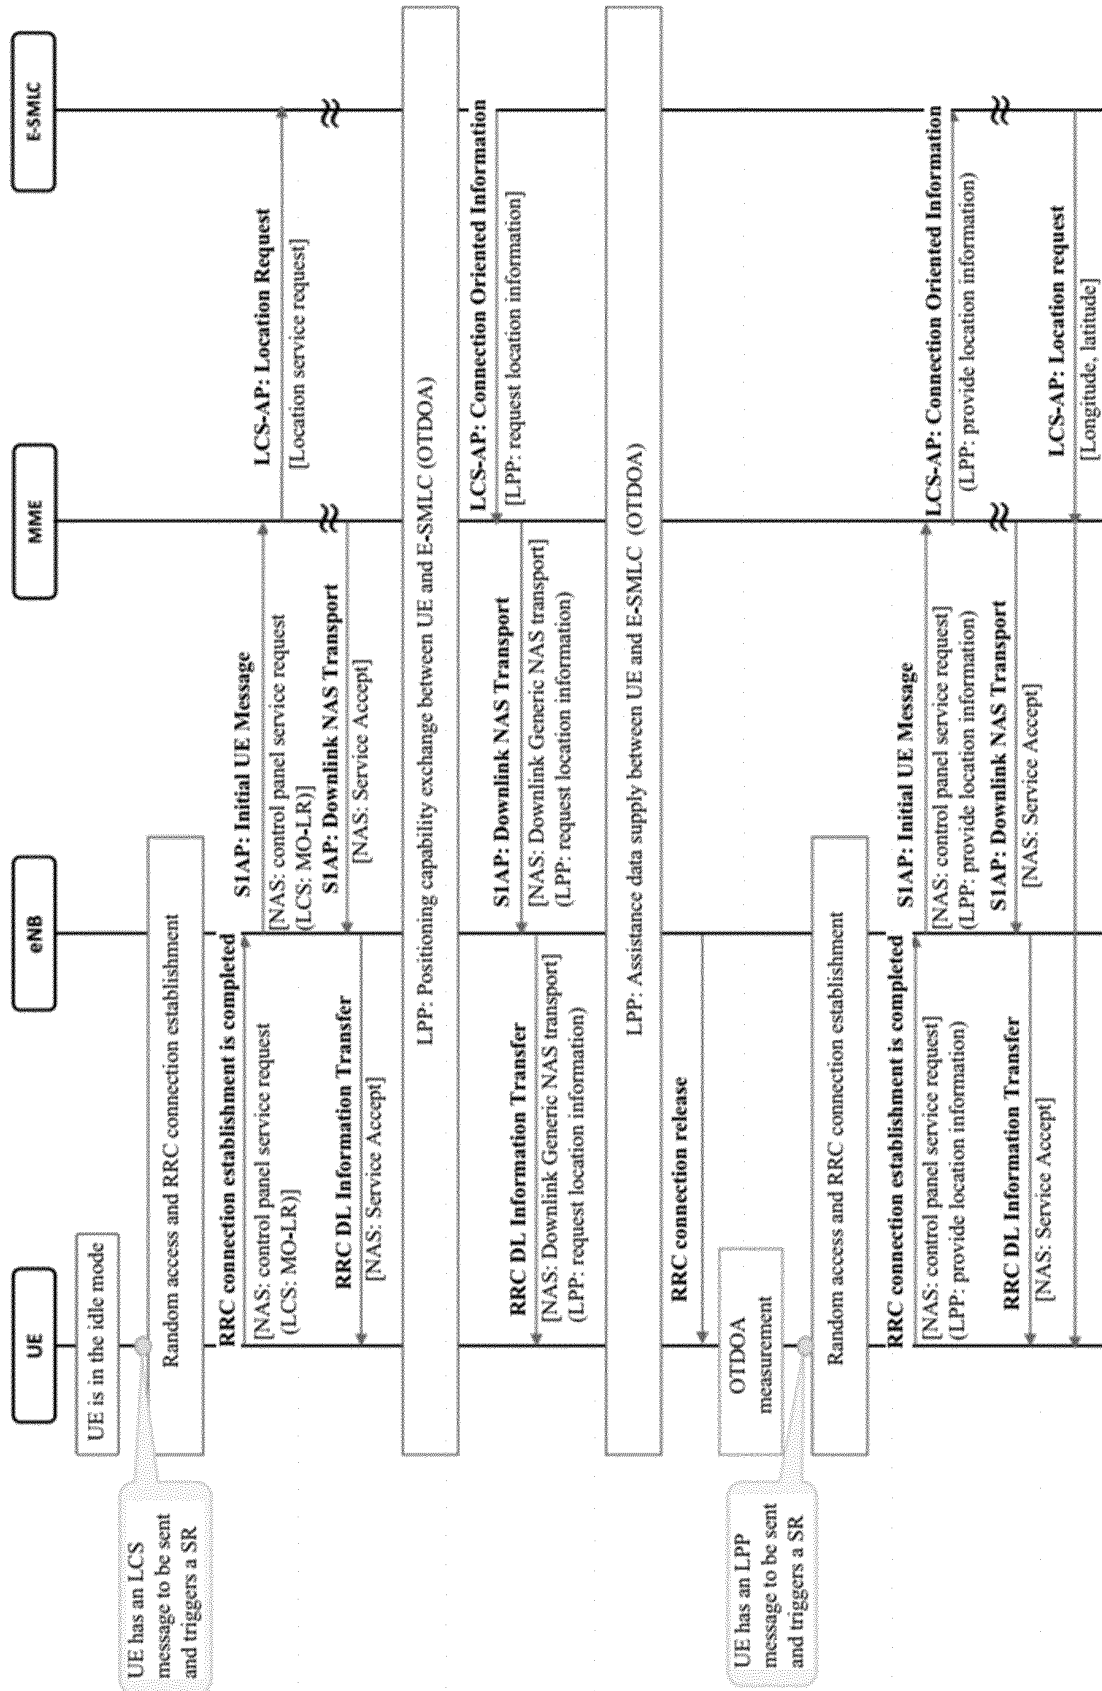 UE
eNB
MME
E-SMLC
UE is in the idle mode
UE has an LCS
message to be sent
and triggers a SR
Random access and RRC connection establishment
RRC connection establishment is completed
[NAS: control panel service request
(LCS: MO-LR)]
S1AP: Initial UE Message
[NAS: control panel service request
(LCS: MO-LR)]
LCS-AP: Location Request
[Location service request]
S1AP: Downlink NAS Transport
[NAS: Service Accept]
RRC DL Information Transfer
[NAS: Service Accept]
LPP: Positioning capability exchange between UE and E-SMLC (OTDOA)
LCS-AP: Connection Oriented Information
[LPP: request location information]
S1AP: Downlink NAS Transport
[NAS: Downlink Generic NAS transport]
(LPP: request location information)
RRC DL Information Transfer
[NAS: Downlink Generic NAS transport]
(LPP: request location information)
LPP: Assistance data supply between UE and E-SMLC (OTDOA)
RRC connection release
OTDOA
measurement
UE has an LPP
message to be sent
and triggers a SR
Random access and RRC connection establishment
RRC connection establishment is completed
[NAS: control panel service request]
(LPP: provide location information)
S1AP: Initial UE Message
[NAS: control panel service request]
(LPP: provide location information)
LCS-AP: Connection Oriented Information
(LPP: provide location information)
S1AP: Downlink NAS Transport
[NAS: Service Accept]
RRC DL Information Transfer
[NAS: Service Accept]
LCS-AP: Location request
[Longitude, latitude]